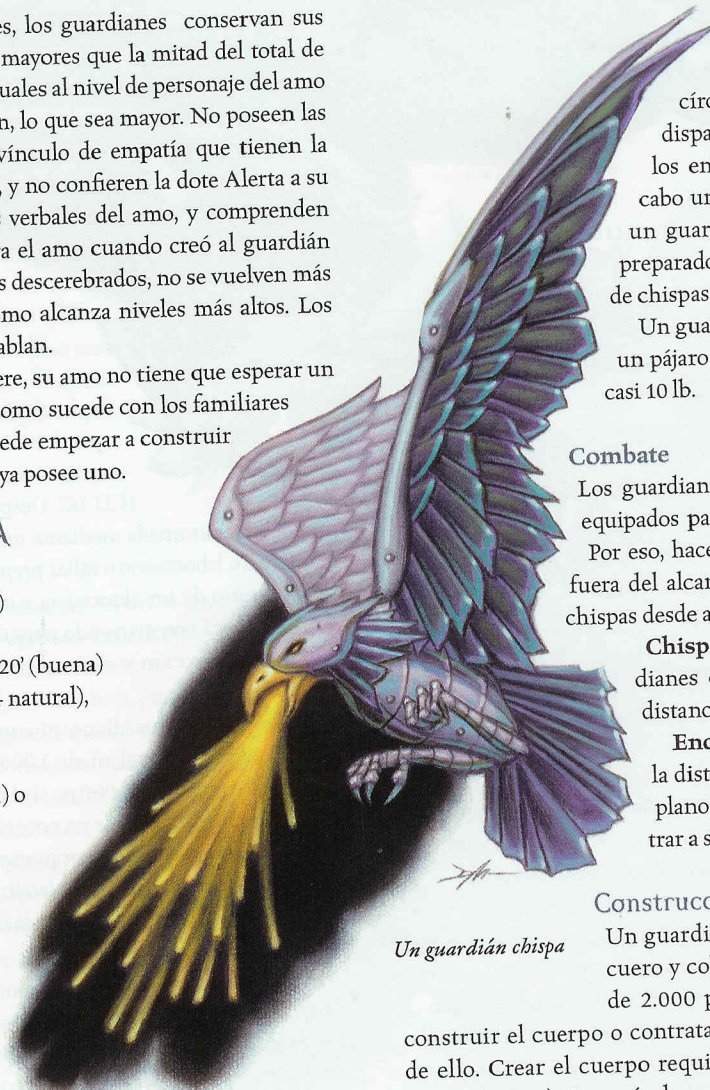 es, los guardianes conservan sus
mayores que la mitad del total de
uales al nivel de personaje del amo
n, lo que sea mayor. No poseen las
vínculo de empatía que tienen la
, y no confieren la dote Alerta a su
s verbales del amo, y comprenden
ra el amo cuando creó al guardián
s descerebrados, no se vuelven más
amo alcanza niveles más altos. Los
ablan.
ere, su amo no tiene que esperar un
omo sucede con los familiares
ede empezar a construir
ya posee uno.
A
)
20' (buena)
natural),
) o
círc
dispa
los en
cabo un
un guar
preparado
de chispas
Un gua
un pájaro
casi 10 lb.
Combate
Los guardian
equipados pa
Por eso, hace
fuera del alcan
chispas desde a
Chisp
dianes
distanc
Enc
la dist
plano
trar a s
Construcc
Un guardi
cuero y co
de 2.000 p
construir el cuerpo o contrata
de ello. Crear el cuerpo requi
Un guardián chispa